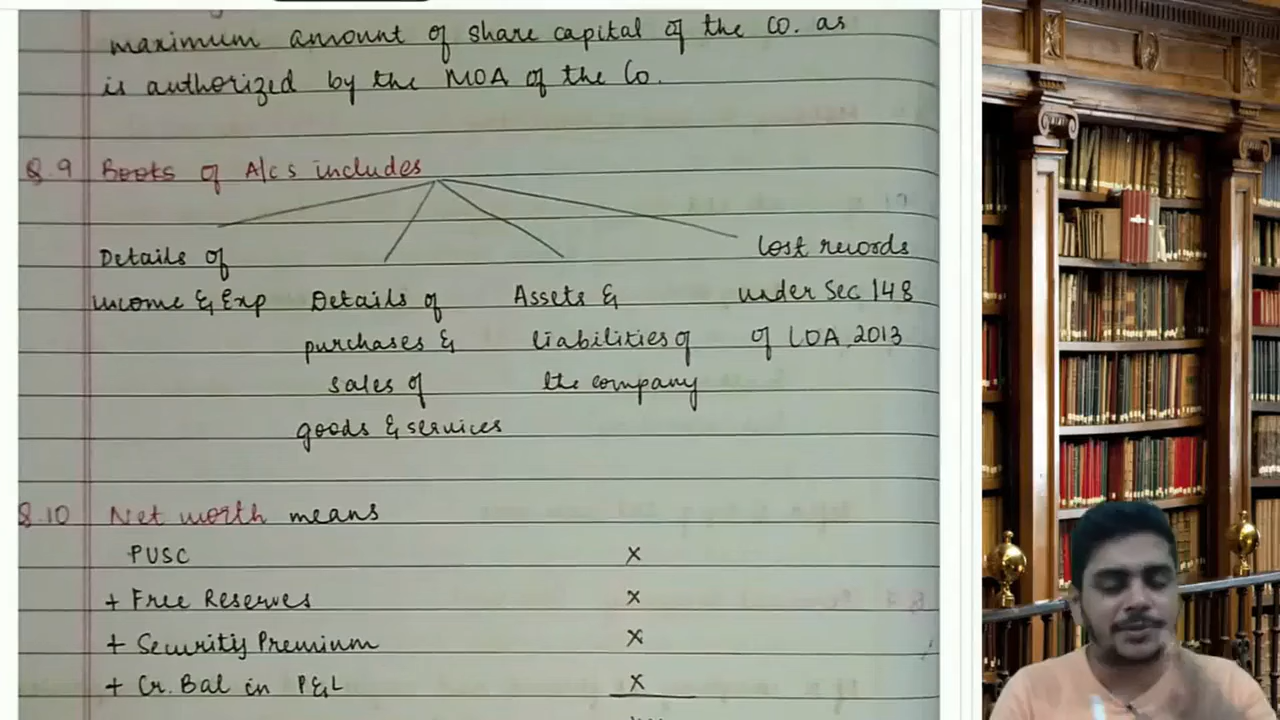 maximum amount of share capital of the co. as
is authorized by the MOA of the Co.
8.9 Books of A/cs includes
Details of
income & Exp
Details of
purchases &
sales of
goods & services
Assets &
liabilities of
the company
Cost records
under Sec 148
of COA 2013
8.10 Net worth means
PUSC X
+ Free Reserves X
+ Security Premium X
+ Cr. Bal in P&L X